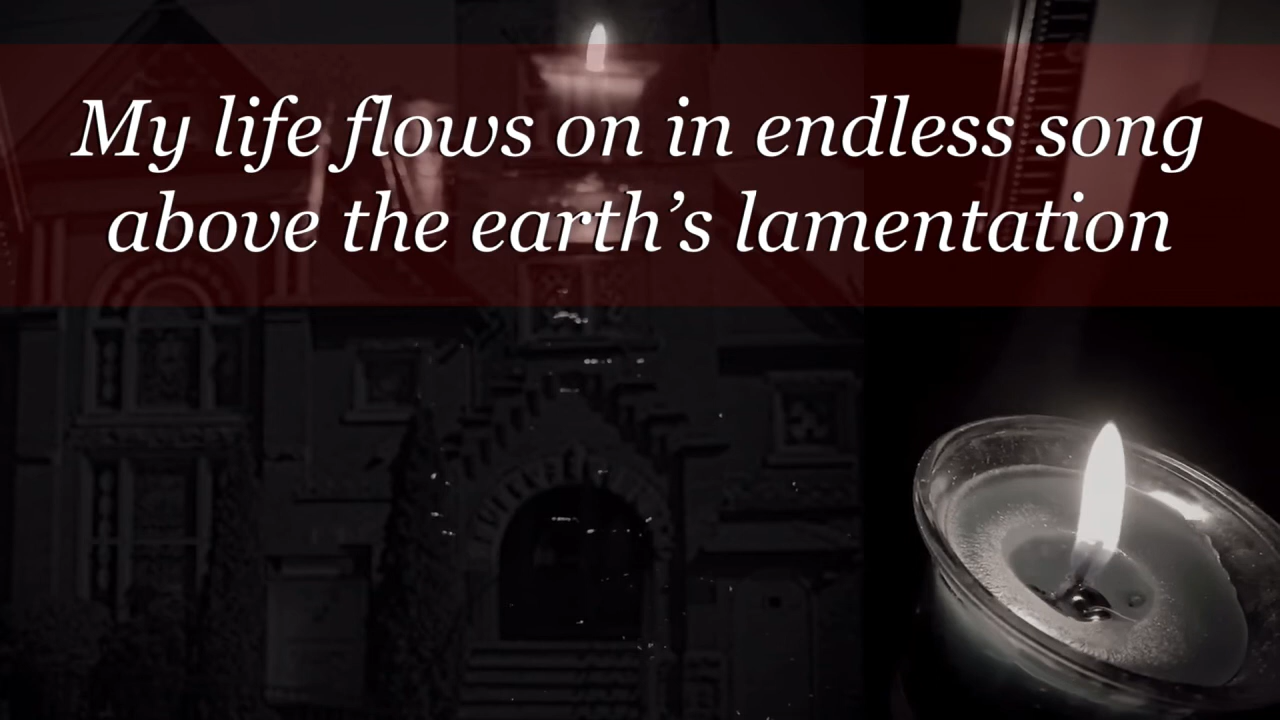 My life flows on in endless song
above the earth’s lamentation